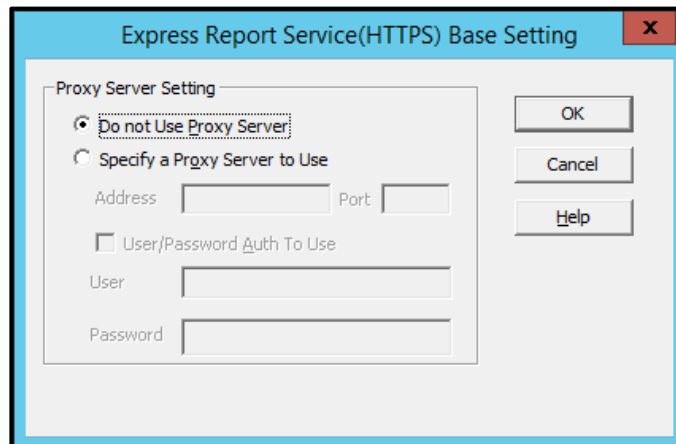 Express Report Service(HTTPS) Base Setting
x
Proxy Server Setting
Do not Use Proxy Server
Specify a Proxy Server to Use
Address
Port
User/Password Auth To Use
User
Password
OK
Cancel
Help